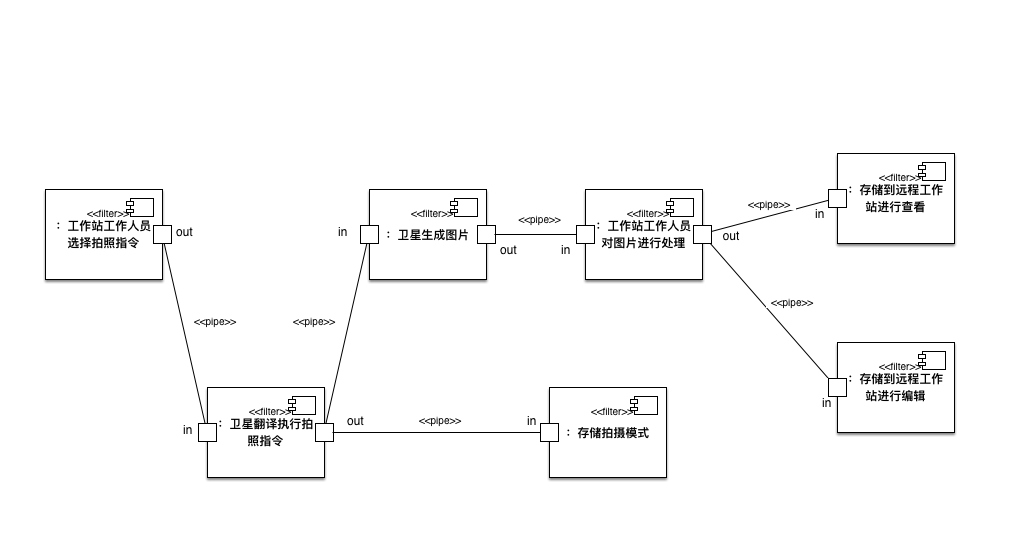 <<filter>>
： 工作站工作人员
选择拍照指令
out
<<pipe>>
in
<<filter>>
： 卫星翻译执行拍
照指令
out
<<pipe>>
in
<<filter>>
： 卫星生成图片
out
<<pipe>>
in
<<filter>>
： 工作站工作人员
对图片进行处理
out
<<pipe>>
in
<<filter>>
： 存储到远程工作
站进行查看
<<pipe>>
in
<<filter>>
： 存储到远程工作
站进行编辑
<<pipe>>
in
<<filter>>
： 存储拍摄模式